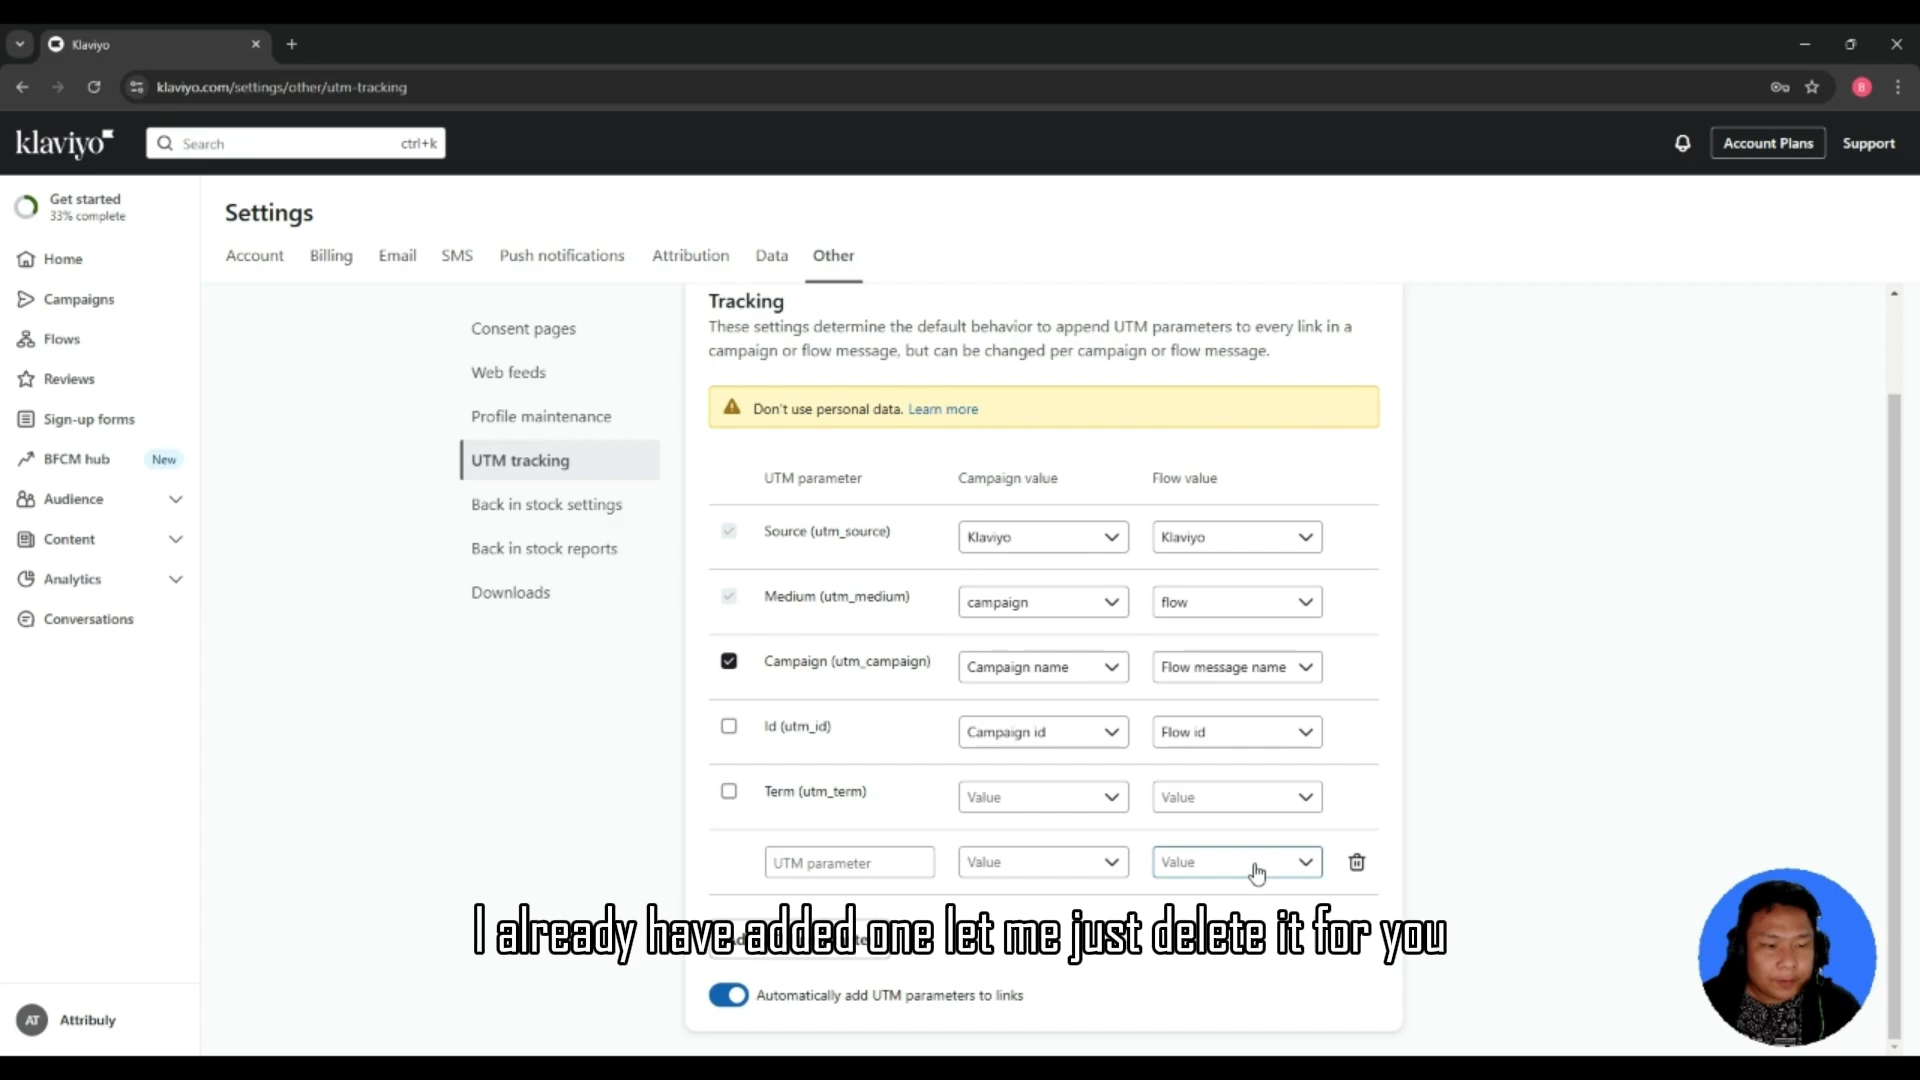 Klaviyo
klaviyo.com/settings/other/utm-tracking
B
klaviyo
Search
ctrl+k
Account Plans
Support
Get started
33% complete
Home
Campaigns
Flows
Reviews
Sign-up forms
BFCM hub
New
Audience
Content
Analytics
Conversations
AT
Attribuly
Settings
Account
Billing
Email
SMS
Push notifications
Attribution
Data
Other
Consent pages
Web feeds
Profile maintenance
UTM tracking
Back in stock settings
Back in stock reports
Downloads
Tracking
These settings determine the default behavior to append UTM parameters to every link in a
campaign or flow message, but can be changed per campaign or flow message.
Don't use personal data. Learn more
UTM parameter
Campaign value
Flow value
Source (utm_source)
Klaviyo
Klaviyo
Medium (utm_medium)
campaign
flow
Campaign (utm_campaign)
Campaign name
Flow message name
Id (utm_id)
Campaign id
Flow id
Term (utm_term)
Value
Value
UTM parameter
Value
Value
I already have added one let me just delete it for you
Automatically add UTM parameters to links